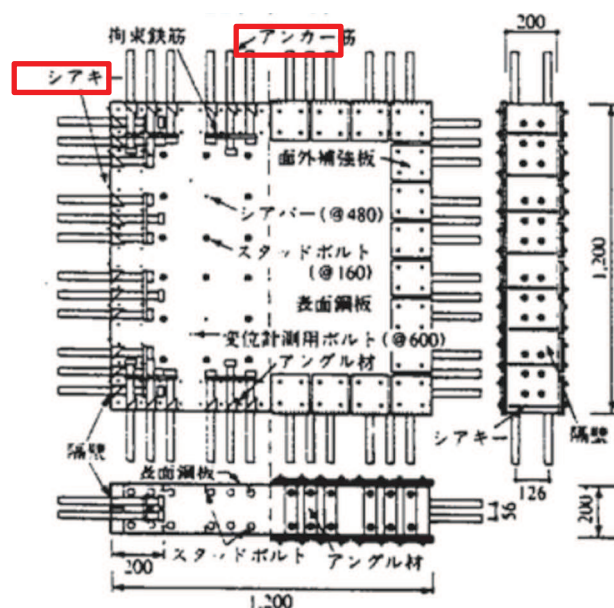 拘束鉄筋
アンカー筋
200
シアキー
面外補強板
シアバー(@480)
スタッドボルト
(@160)
表面鋼板
1,200
変位計測用ボルト(@600)
アングル材
隔壁
シアキー
隔壁
表面鋼板
126
56
200
スタッドボルト
アングル材
200
1,200